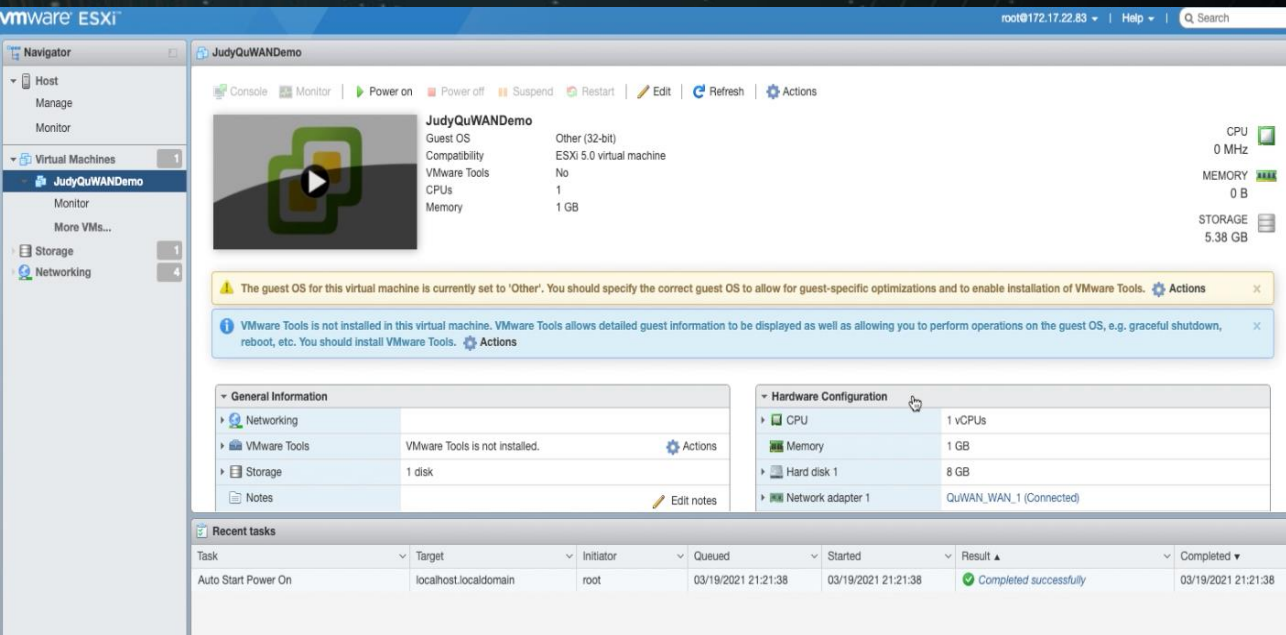 vmware ESXi™
root@172.17.22.83 | Help | Search
Navigator
Host
Manage
Monitor
Virtual Machines 1
JudyQuWANDemo
Monitor
More VMs...
Storage 1
Networking 4
JudyQuWANDemo
Console Monitor | Power on Power off Suspend Restart | Edit | Refresh | Actions
JudyQuWANDemo
Guest OS Other (32-bit)
Compatibility ESXi 5.0 virtual machine
VMware Tools No
CPUs 1
Memory 1 GB
CPU
0 MHz
MEMORY
0 B
STORAGE
5.38 GB
The guest OS for this virtual machine is currently set to 'Other'. You should specify the correct guest OS to allow for guest-specific optimizations and to enable installation of VMware Tools. Actions
VMware Tools is not installed in this virtual machine. VMware Tools allows detailed guest information to be displayed as well as allowing you to perform operations on the guest OS, e.g. graceful shutdown,
reboot, etc. You should install VMware Tools. Actions
General Information
Networking
VMware Tools VMware Tools is not installed. Actions
Storage 1 disk
Notes Edit notes
Hardware Configuration
CPU 1 vCPUs
Memory 1 GB
Hard disk 1 8 GB
Network adapter 1 QuWAN_WAN_1 (Connected)
Recent tasks
Task Target Initiator Queued Started Result Completed
Auto Start Power On localhost.localdomain root 03/19/2021 21:21:38 03/19/2021 21:21:38 Completed successfully 03/19/2021 21:21:38